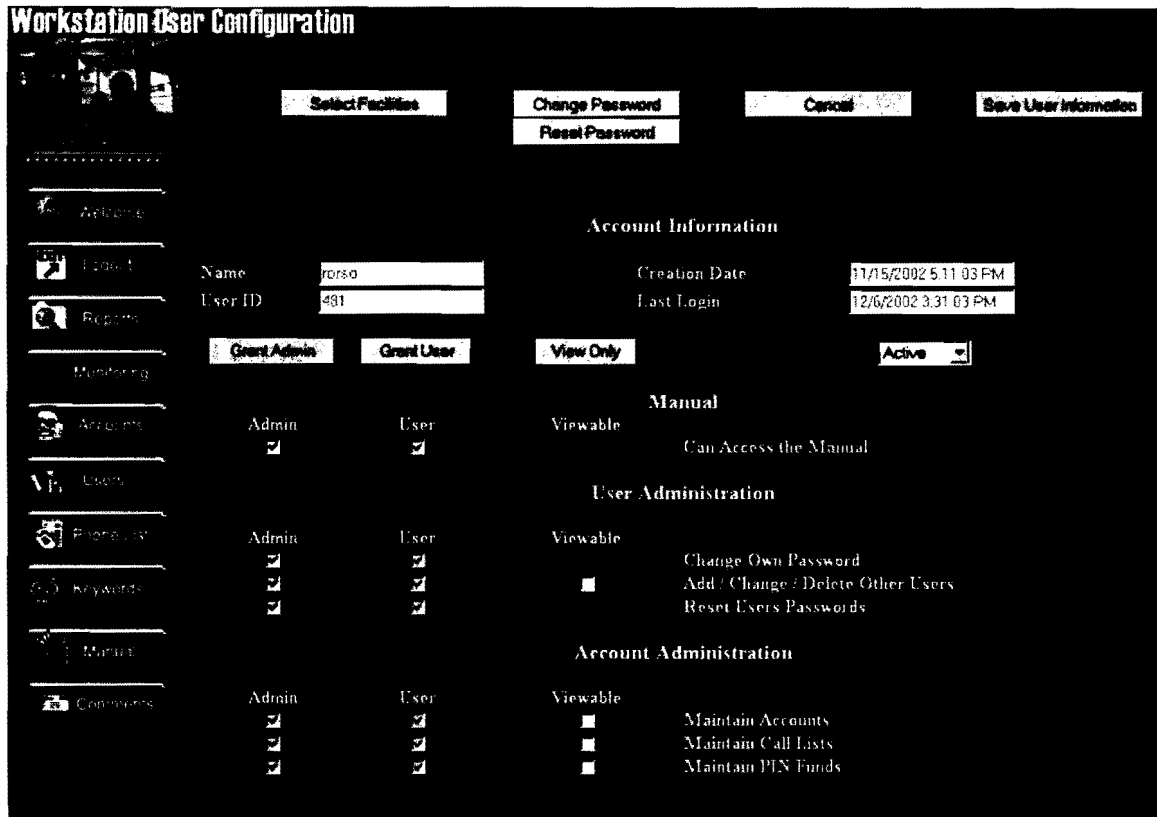 Workstation User Configuration
Select Facilities
Change Password
Cancel
Save User Information
Reset Password
Welcome
Logout
Reports
Monitoring
Accounts
Users
Phone List
Keywords
Manual
Comments
Account Information
Name rorso Creation Date 11/15/2002 5:11:03 PM
User ID 481 Last Login 12/6/2002 3:31:03 PM
Grant Admin Grant User View Only Active
Manual
Admin User Viewable
Can Access the Manual
User Administration
Admin User Viewable
Change Own Password
Add / Change / Delete Other Users
Reset Users Passwords
Account Administration
Admin User Viewable
Maintain Accounts
Maintain Call Lists
Maintain PIN Funds